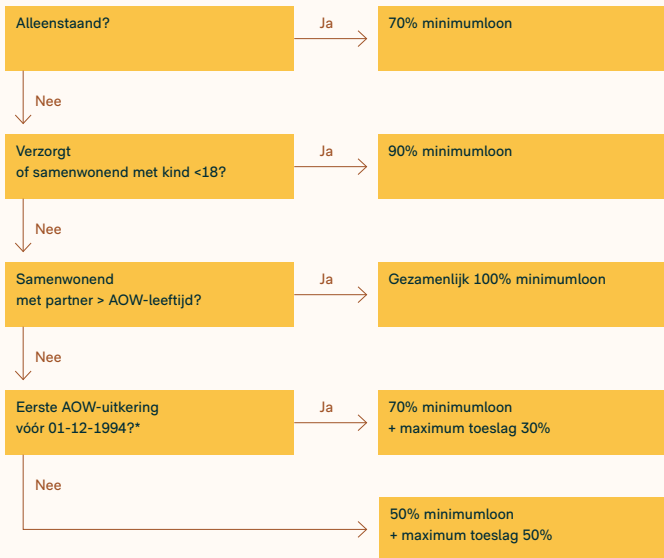 Alleenstaand?
Ja
70% minimumloon
Nee
Verzorgt
of samenwonend met kind <18?
Ja
90% minimumloon
Nee
Samenwonend
met partner > AOW-leeftijd?
Ja
Gezamenlijk 100% minimumloon
Nee
Eerste AOW-uitkering
vóór 01-12-1994?*
Ja
70% minimumloon
+ maximum toeslag 30%
Nee
50% minimumloon
+ maximum toeslag 50%